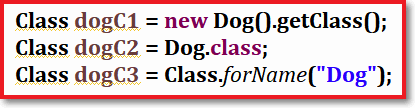 Class dogC1 = new Dog().getClass();
Class dogC2 = Dog.class;
Class dogC3 = Class.forName("Dog");